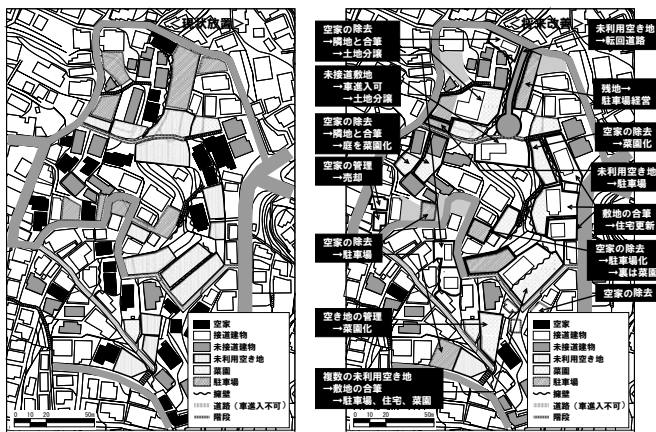 現状放置
空家
接道建物
未接道建物
未利用空き地
菜園
駐車場
擁壁
道路（車進入不可）
階段
0 10 20 50m
将来改善
空家の除去
→隣地と合筆
→土地分譲
未接道敷地
→車進入可
→土地分譲
空家の除去
→隣地と合筆
→庭を菜園化
空家の管理
→売却
空家の除去
→駐車場
空き地の管理
→菜園化
複数の未利用空き地
→敷地の合筆
→駐車場、住宅、菜園
未利用空き地
→転回道路
残地→
駐車場経営
空家の除去
→菜園化
未利用空き地
→駐車場
敷地の合筆
→住宅更新
空家の除去
→駐車場化
→裏は菜園
空家の除去
空家
接道建物
未接道建物
未利用空き地
菜園
駐車場
擁壁
道路（車進入不可）
階段
0 10 20 50m